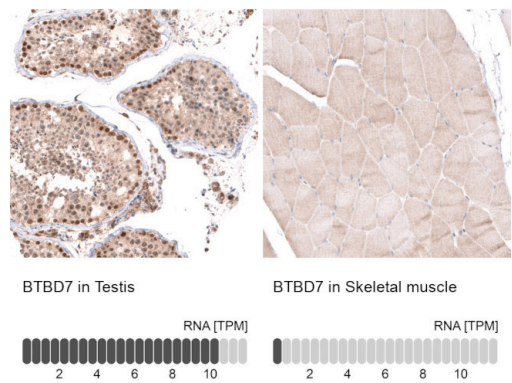 BTBD7 in Testis
RNA [TPM]
2 4 6 8 10
BTBD7 in Skeletal muscle
RNA [TPM]
2 4 6 8 10